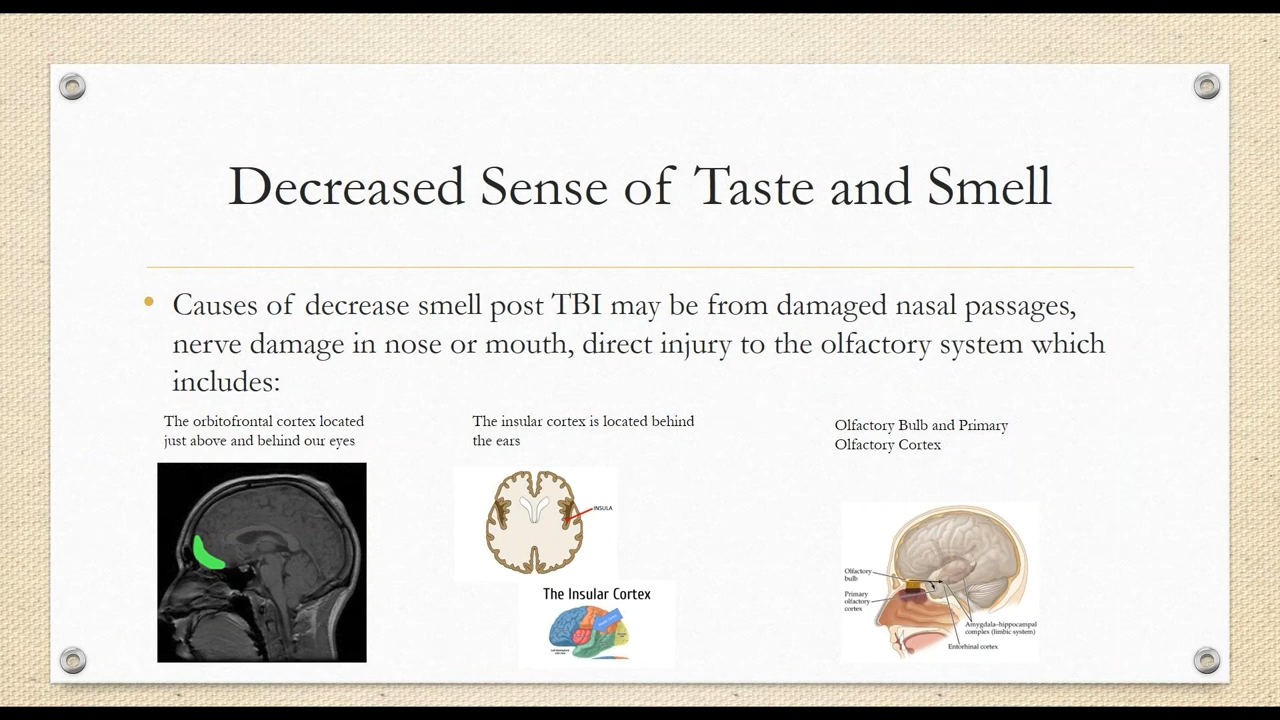 Decreased Sense of Taste and Smell
Causes of decrease smell post TBI may be from damaged nasal passages,
nerve damage in nose or mouth, direct injury to the olfactory system which
includes:
The orbitofrontal cortex located
just above and behind our eyes
The insular cortex is located behind
the ears
INSULA
The Insular Cortex
Olfactory Bulb and Primary
Olfactory Cortex
Olfactory
bulb
Primary
olfactory
cortex
Amygdala–hippocampal
complex (limbic system)
Entorhinal cortex